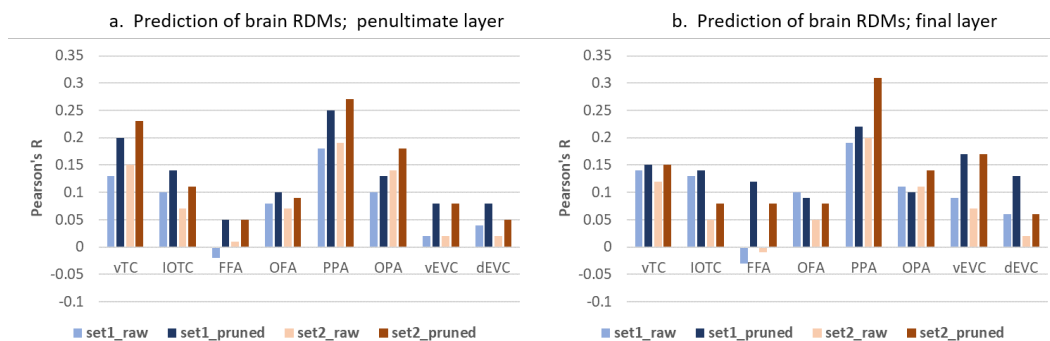 a. Prediction of brain RDMs; penultimate layer
0.35
0.3
0.25
0.2
0.15
0.1
0.05
0
-0.05
-0.1
Pearson's R
vTC lOTC FFA OFA PPA OPA vEVC dEVC
set1_raw set1_pruned set2_raw set2_pruned
b. Prediction of brain RDMs; final layer
0.35
0.3
0.25
0.2
0.15
0.1
0.05
0
-0.05
-0.1
Pearson's R
vTC lOTC FFA OFA PPA OPA vEVC dEVC
set1_raw set1_pruned set2_raw set2_pruned